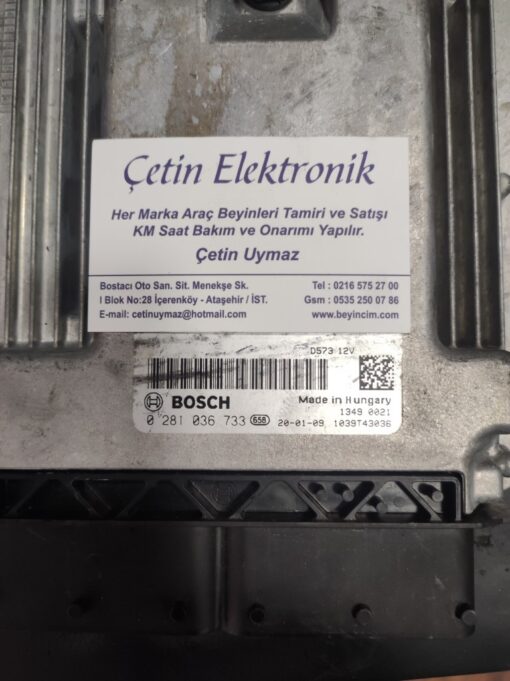 Çetin Elektronik
Her Marka Araç Beyinleri Tamiri ve Satışı
KM Saat Bakım ve Onarımı Yapılır.
Çetin Uymaz
Bostacı Oto San. Sit. Menekşe Sk.
I Blok No:28 İçerenköy - Ataşehir / İST.
E-mail: cetinuymaz@hotmail.com
Tel : 0216 575 27 00
Gsm : 0535 250 07 86
www.beyincim.com
D573 12V
BOSCH
Made in Hungary
1349 0021
0 281 036 733 656 20-01-09 1039T43036